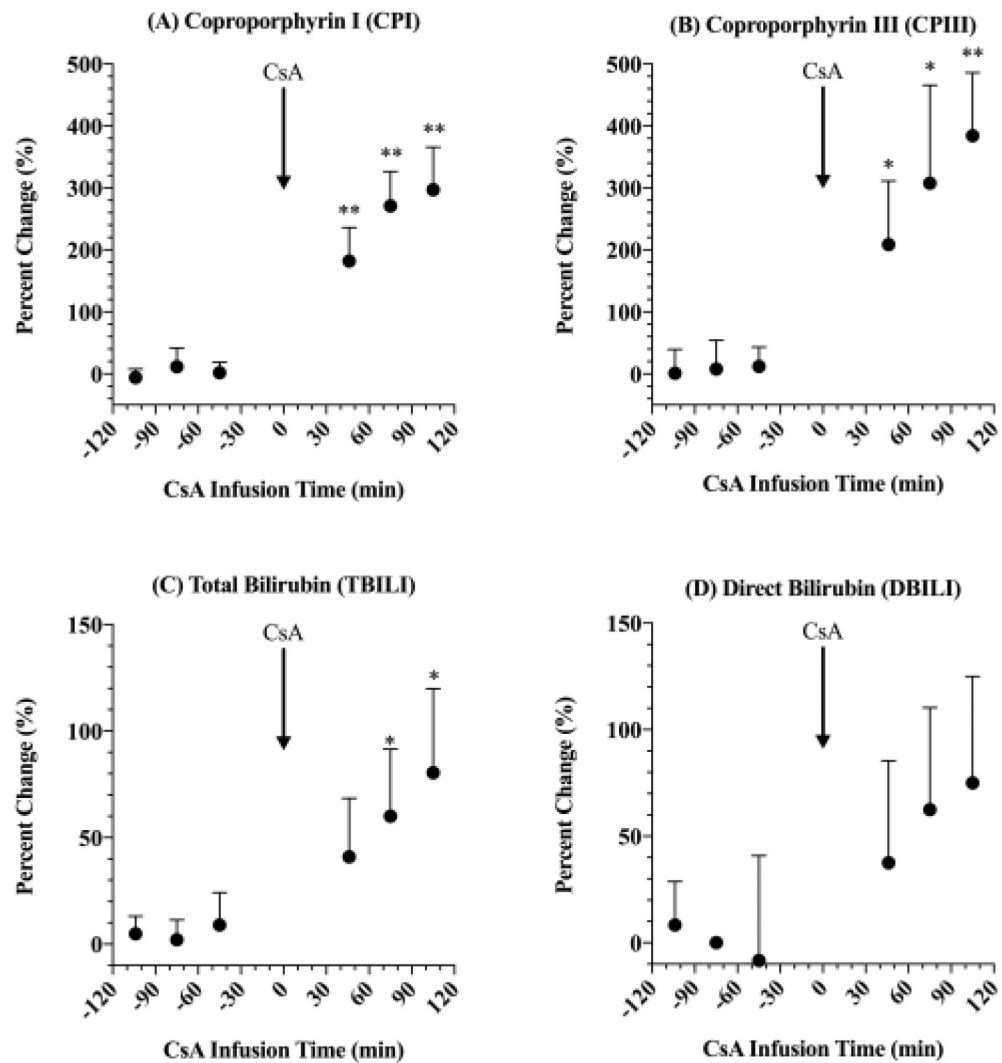 (A) Coproporphyrin I (CPI)
CsA
500
400
300
200
100
0
** ** **
Percent Change (%)
-120 -90 -60 -30 0 30 60 90 120
CsA Infusion Time (min)
(B) Coproporphyrin III (CPIII)
CsA
500
400
300
200
100
0
* * **
Percent Change (%)
-120 -90 -60 -30 0 30 60 90 120
CsA Infusion Time (min)
(C) Total Bilirubin (TBILI)
CsA
150
100
50
0
* *
Percent Change (%)
-120 -90 -60 -30 0 30 60 90 120
CsA Infusion Time (min)
(D) Direct Bilirubin (DBILI)
CsA
150
100
50
0
Percent Change (%)
-120 -90 -60 -30 0 30 60 90 120
CsA Infusion Time (min)